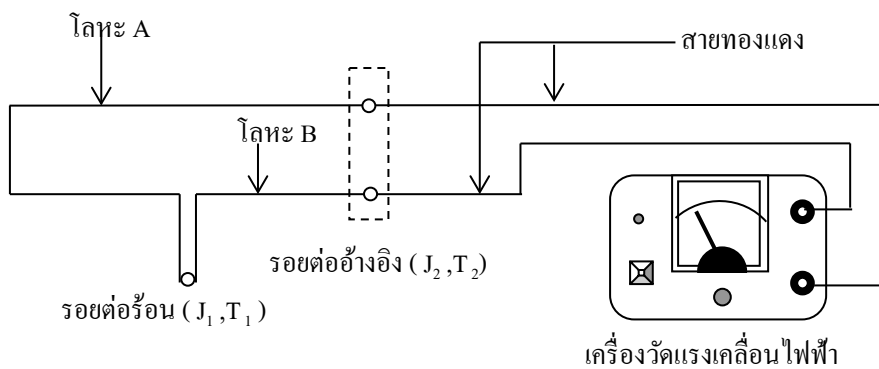 โลหะ A
สายทองแดง
โลหะ B
รอยต่ออ้างอิง ( J₂ ,T ₂)
รอยต่อร้อน ( J₁ ,T ₁ )
เครื่องวัดแรงเคลื่อนไฟฟ้า